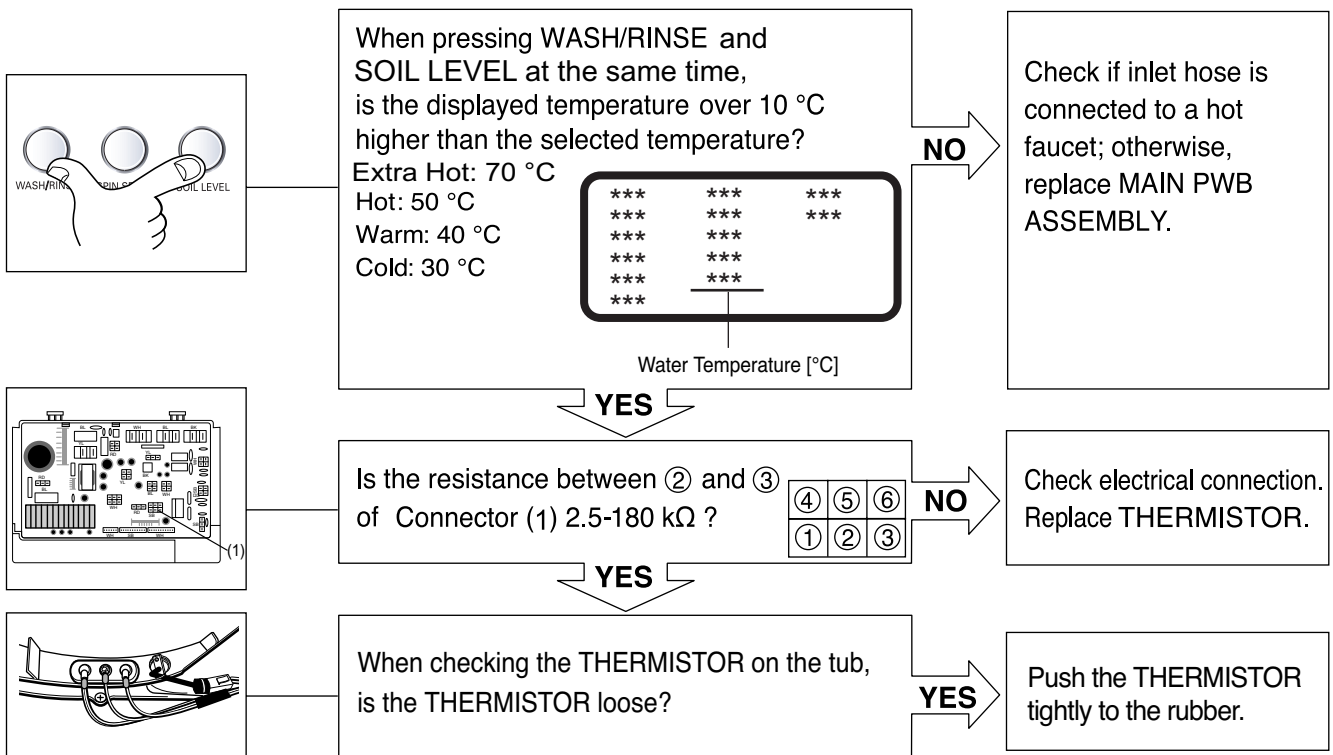 When pressing WASH/RINSE and
SOIL LEVEL at the same time,
is the displayed temperature over 10 °C
higher than the selected temperature?
Extra Hot: 70 °C
Hot: 50 °C
Warm: 40 °C
Cold: 30 °C
*** *** ***
*** *** ***
*** ***
*** ***
*** ***
***
Water Temperature [°C]
WASH/RINS SPIN S SOIL LEVEL
NO
Check if inlet hose is
connected to a hot
faucet; otherwise,
replace MAIN PWB
ASSEMBLY.
YES
(1)
Is the resistance between ② and ③
of Connector (1) 2.5-180 kΩ ?
④ ⑤ ⑥
① ② ③
NO
Check electrical connection.
Replace THERMISTOR.
YES
When checking the THERMISTOR on the tub,
is the THERMISTOR loose?
YES
Push the THERMISTOR
tightly to the rubber.